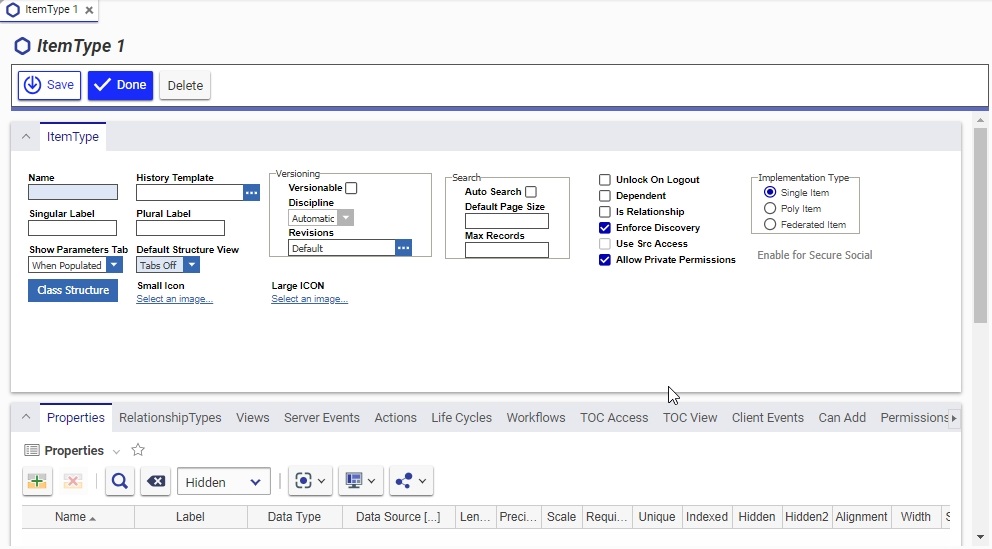 ItemType 1
ItemType 1
Save Done Delete
ItemType
Name History Template Versioning Search Implementation Type
Versionable Auto Search Unlock On Logout Single Item
Singular Label Plural Label Discipline Default Page Size Dependent Poly Item
Automatic Is Relationship Federated Item
Revisions Max Records Enforce Discovery
Show Parameters Tab Default Structure View Default Use Src Access Enable for Secure Social
When Populated Tabs Off Allow Private Permissions
Class Structure Small Icon Large ICON
Select an image... Select an image...
Properties RelationshipTypes Views Server Events Actions Life Cycles Workflows TOC Access TOC View Client Events Can Add Permissions
Properties
Hidden
Name Label Data Type Data Source [...] Len... Preci... Scale Requi... Unique Indexed Hidden Hidden2 Alignment Width S